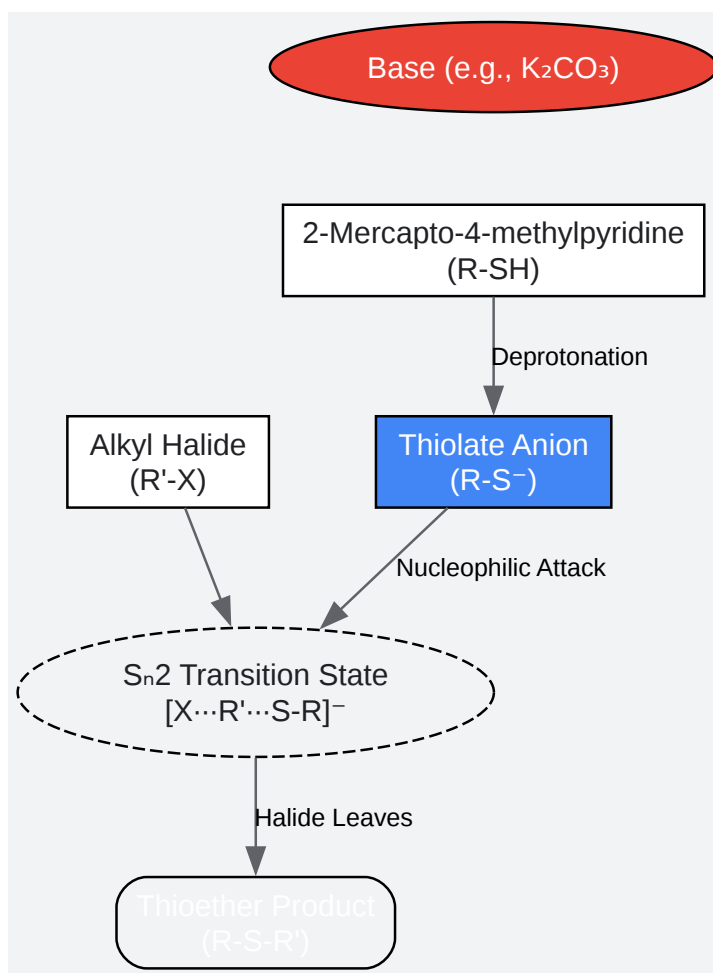 Base (e.g., K₂CO₃)
2-Mercapto-4-methylpyridine
(R-SH)
Deprotonation
Alkyl Halide
(R'-X)
Thiolate Anion
(R-S⁻)
Nucleophilic Attack
Sₙ2 Transition State
[X···R'···S-R]⁻
Halide Leaves
Thioether Product
(R-S-R')